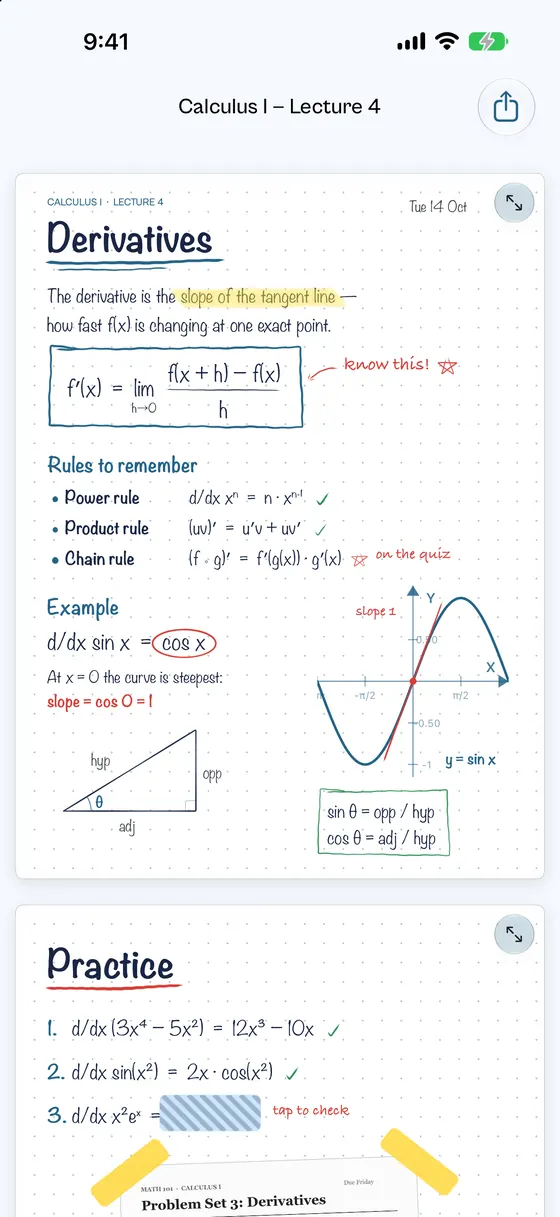 9:41
Calculus I – Lecture 4
CALCULUS I · LECTURE 4
Tue 14 Oct
Derivatives
The derivative is the slope of the tangent line —
how fast f(x) is changing at one exact point.
f′(x) = lim h→0 f(x + h) – f(x) / h
know this!
Rules to remember
• Power rule d/dx xⁿ = n · xⁿ⁻¹ ✓
• Product rule (uv)′ = u′v + uv′ ✓
• Chain rule (f ∘ g)′ = f′(g(x)) · g′(x) on the quiz
Example
d/dx sin x = cos x
At x = 0 the curve is steepest:
slope = cos 0 = 1
slope 1
Y
0.50
X
-π/2
π/2
-0.50
-1
y = sin x
hyp
opp
θ
adj
sin θ = opp / hyp
cos θ = adj / hyp
Practice
1. d/dx (3x⁴ – 5x²) = 12x³ – 10x ✓
2. d/dx sin(x²) = 2x · cos(x²) ✓
3. d/dx x²eˣ = tap to check
MATH 101 · CALCULUS I
Due Friday
Problem Set 3: Derivatives